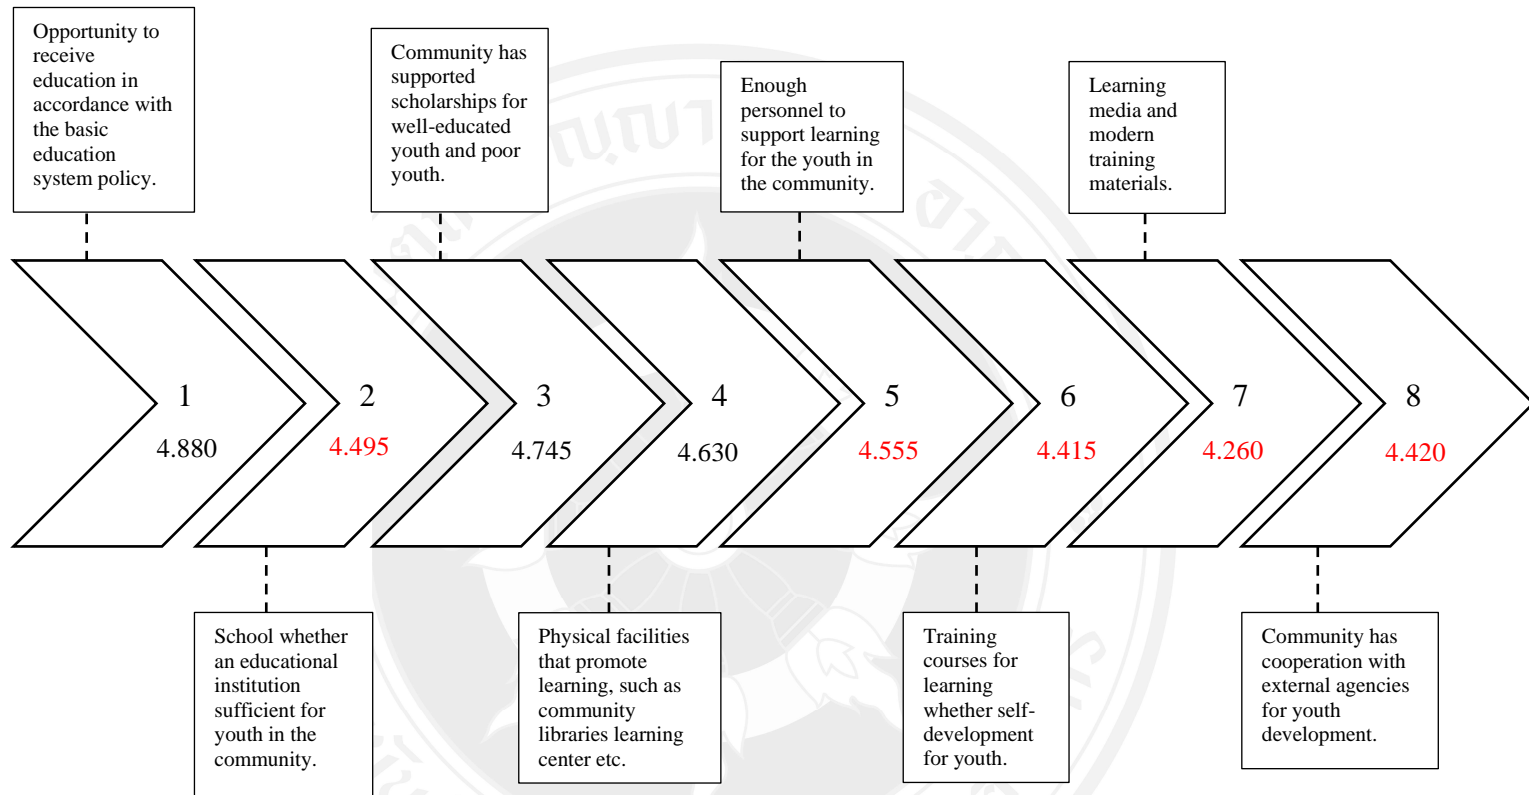 Opportunity to
receive
education in
accordance with
the basic
education
system policy.
Community has
supported
scholarships for
well-educated
youth and poor
youth.
Enough
personnel to
support learning
for the youth in
the community.
Learning
media and
modern
training
materials.
1
4.880
2
4.495
3
4.745
4
4.630
5
4.555
6
4.415
7
4.260
8
4.420
School whether
an educational
institution
sufficient for
youth in the
community.
Physical facilities
that promote
learning, such as
community
libraries learning
center etc.
Training
courses for
learning
whether self-
development
for youth.
Community has
cooperation with
external agencies
for youth
development.